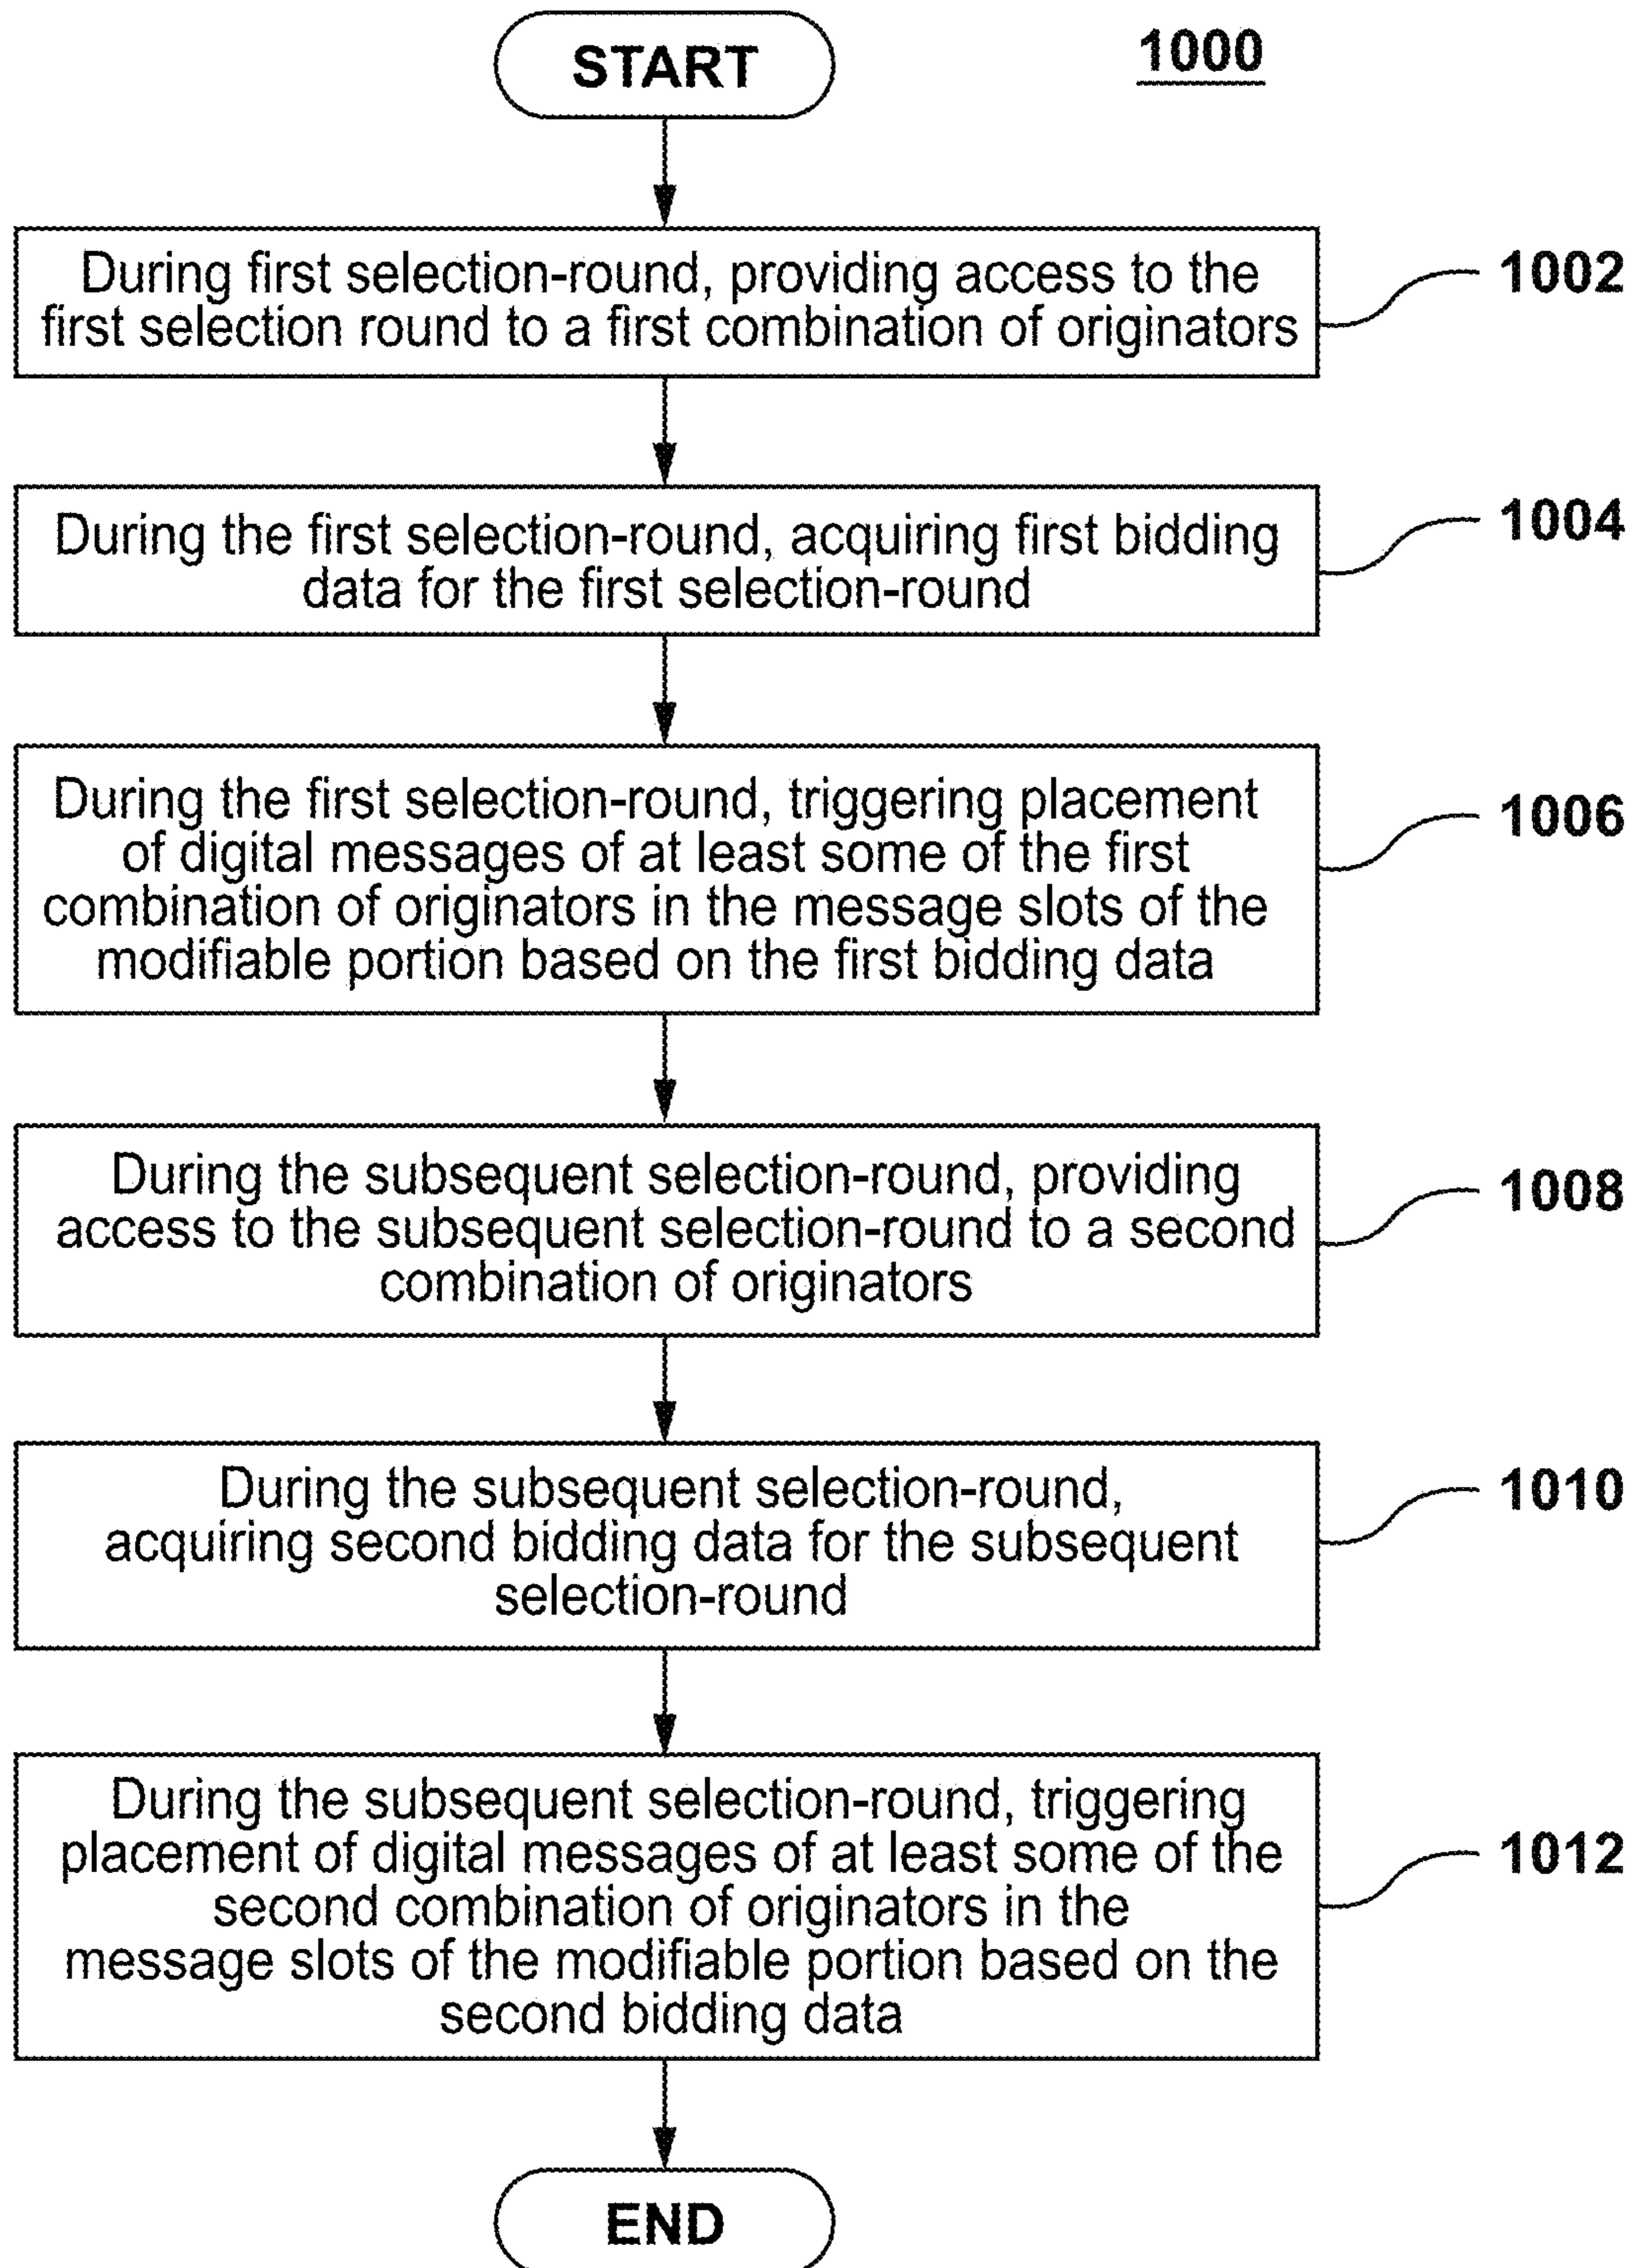 START
1000
During first selection-round, providing access to the
first selection round to a first combination of originators
1002
During the first selection-round, acquiring first bidding
data for the first selection-round
1004
During the first selection-round, triggering placement
of digital messages of at least some of the first
combination of originators in the message slots of the
modifiable portion based on the first bidding data
1006
During the subsequent selection-round, providing
access to the subsequent selection-round to a second
combination of originators
1008
During the subsequent selection-round,
acquiring second bidding data for the subsequent
selection-round
1010
During the subsequent selection-round, triggering
placement of digital messages of at least some of the
second combination of originators in the
message slots of the modifiable portion based on the
second bidding data
1012
END